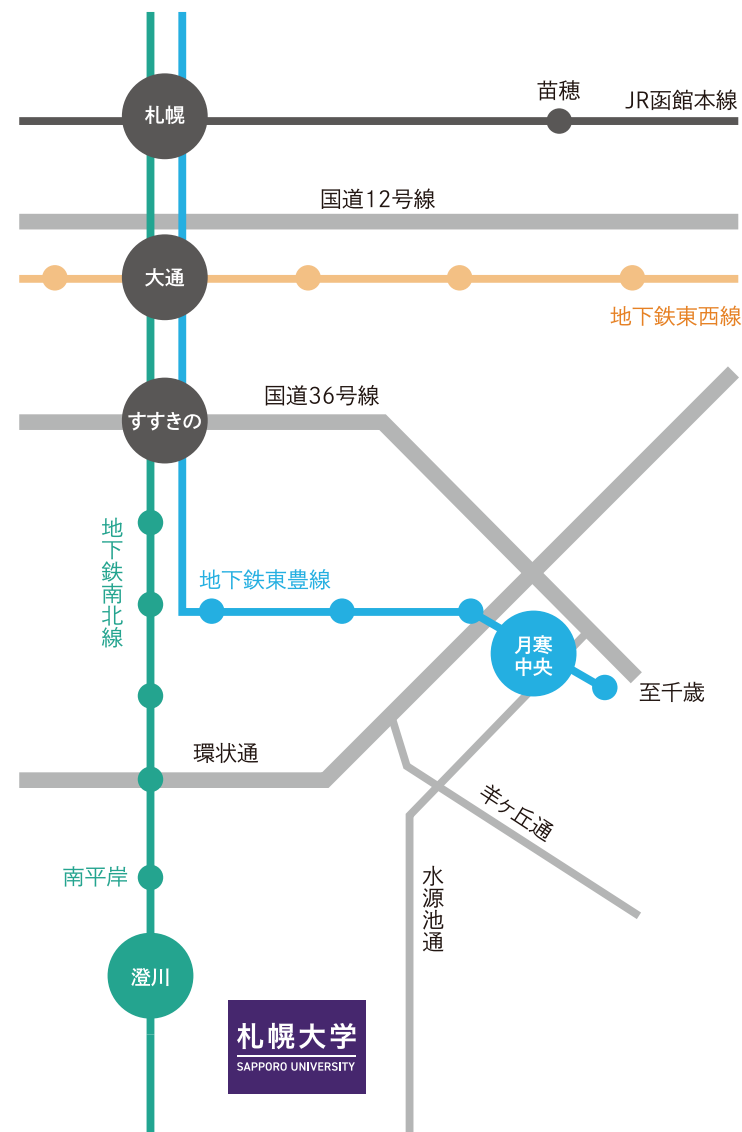 苗穂
JR函館本線
札幌
国道12号線
大通
地下鉄東西線
国道36号線
すすきの
地下鉄南北線
地下鉄東豊線
月寒
中央
至千歳
環状通
羊ヶ丘通
南平岸
水源池通
澄川
札幌大学
SAPPORO UNIVERSITY